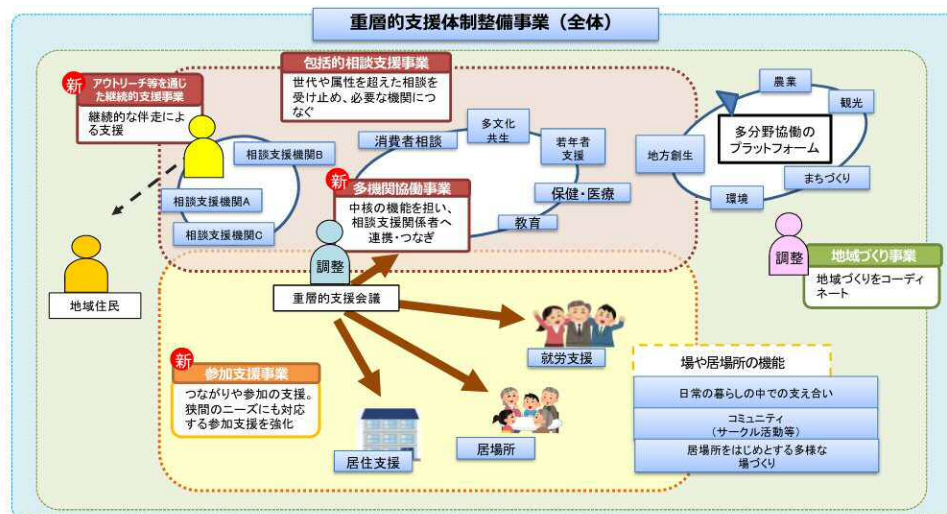 重層的支援体制整備事業（全体）
新
アウトリーチ等を通じ
た継続的支援事業
継続的な伴走によ
る支援
包括的相談支援事業
世代や属性を超えた相談を
受け止め、必要な機関につ
なぐ
相談支援機関B
相談支援機関A
相談支援機関C
消費者相談
多文化
共生
若年者
支援
保健・医療
教育
新
多機関協働事業
中核の機能を担い、
相談支援関係者へ
連携・つなぎ
農業
観光
多分野協働の
プラットフォーム
地方創生
まちづくり
環境
調整
地域づくり事業
地域づくりをコーディ
ネート
地域住民
調整
重層的支援会議
新
参加支援事業
つながりや参加の支援。
狭間のニーズにも対応
する参加支援を強化
就労支援
居場所
居住支援
場や居場所の機能
日常の暮らしの中での支え合い
コミュニティ
（サークル活動等）
居場所をはじめとする多様な
場づくり